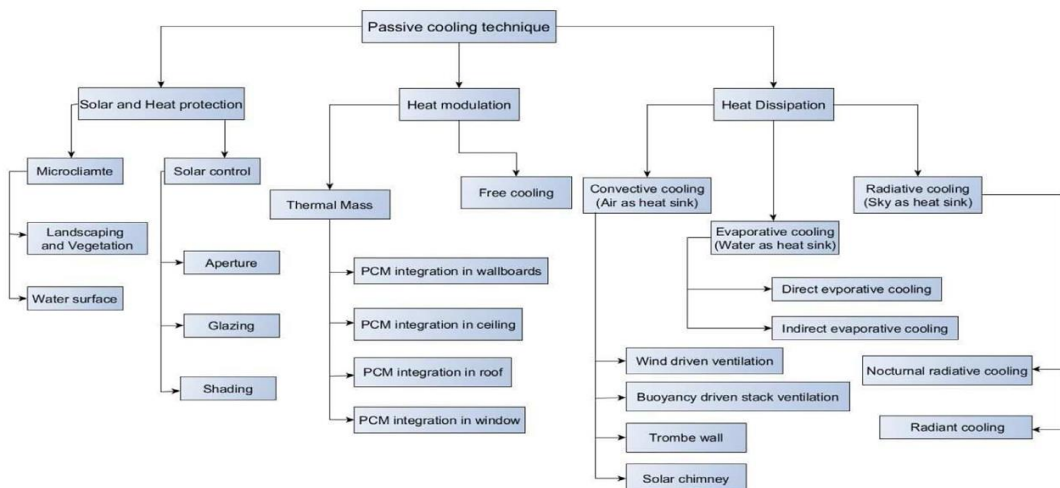 Passive cooling technique
Solar and Heat protection
Heat modulation
Heat Dissipation
Microcliamte
Solar control
Landscaping
and Vegetation
Water surface
Aperture
Glazing
Shading
Thermal Mass
Free cooling
PCM integration in wallboards
PCM integration in ceiling
PCM integration in roof
PCM integration in window
Convective cooling
(Air as heat sink)
Evaporative cooling
(Water as heat sink)
Radiative cooling
(Sky as heat sink)
Direct evporative cooling
Indirect evaporative cooling
Wind driven ventilation
Buoyancy driven stack ventilation
Trombe wall
Solar chimney
Nocturnal radiative cooling
Radiant cooling